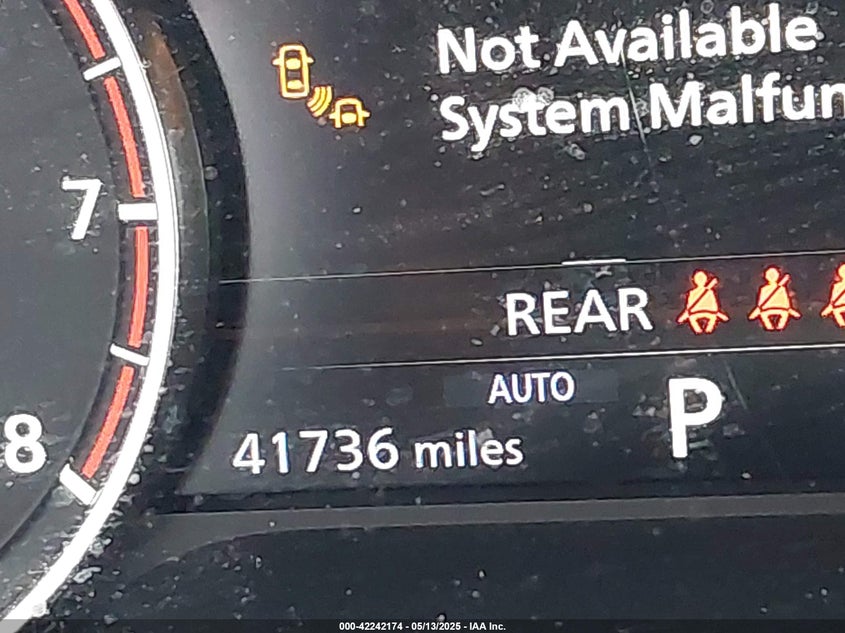 Not Available
System Malfun
7
REAR
AUTO
P
8
41736 miles
000-42242174 - 05/13/2025 - IAA Inc.